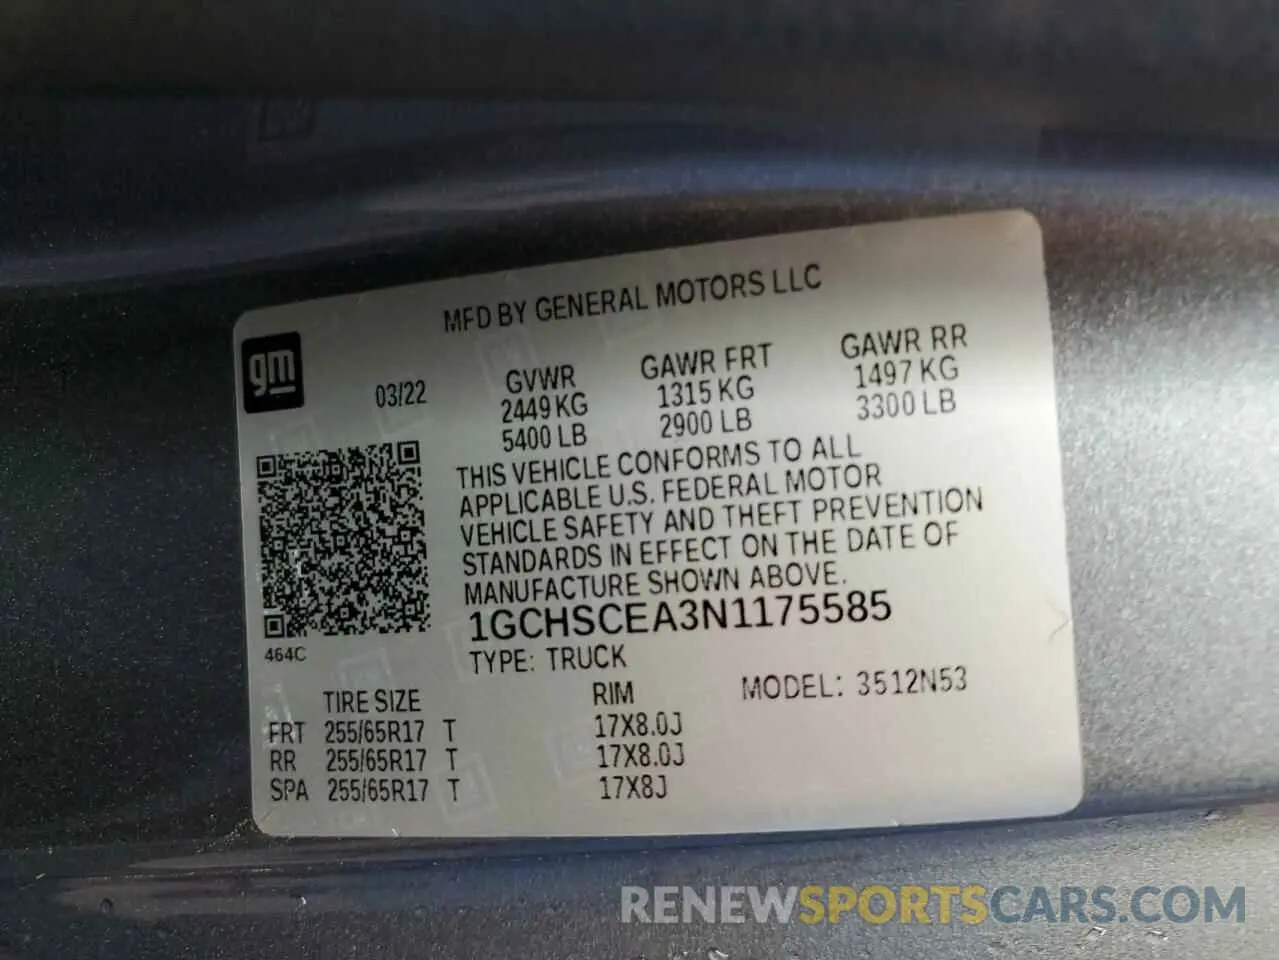 MFD BY GENERAL MOTORS LLC
gm
03/22
GVWR GAWR FRT GAWR RR
2449 KG 1315 KG 1497 KG
5400 LB 2900 LB 3300 LB
THIS VEHICLE CONFORMS TO ALL
APPLICABLE U.S. FEDERAL MOTOR
VEHICLE SAFETY AND THEFT PREVENTION
STANDARDS IN EFFECT ON THE DATE OF
MANUFACTURE SHOWN ABOVE.
1GCHSCEA3N1175585
464C
TYPE: TRUCK
TIRE SIZE RIM MODEL: 3512N53
FRT 255/65R17 T 17X8.0J
RR 255/65R17 T 17X8.0J
SPA 255/65R17 T 17X8J
RENEWSPORTSCARS.COM